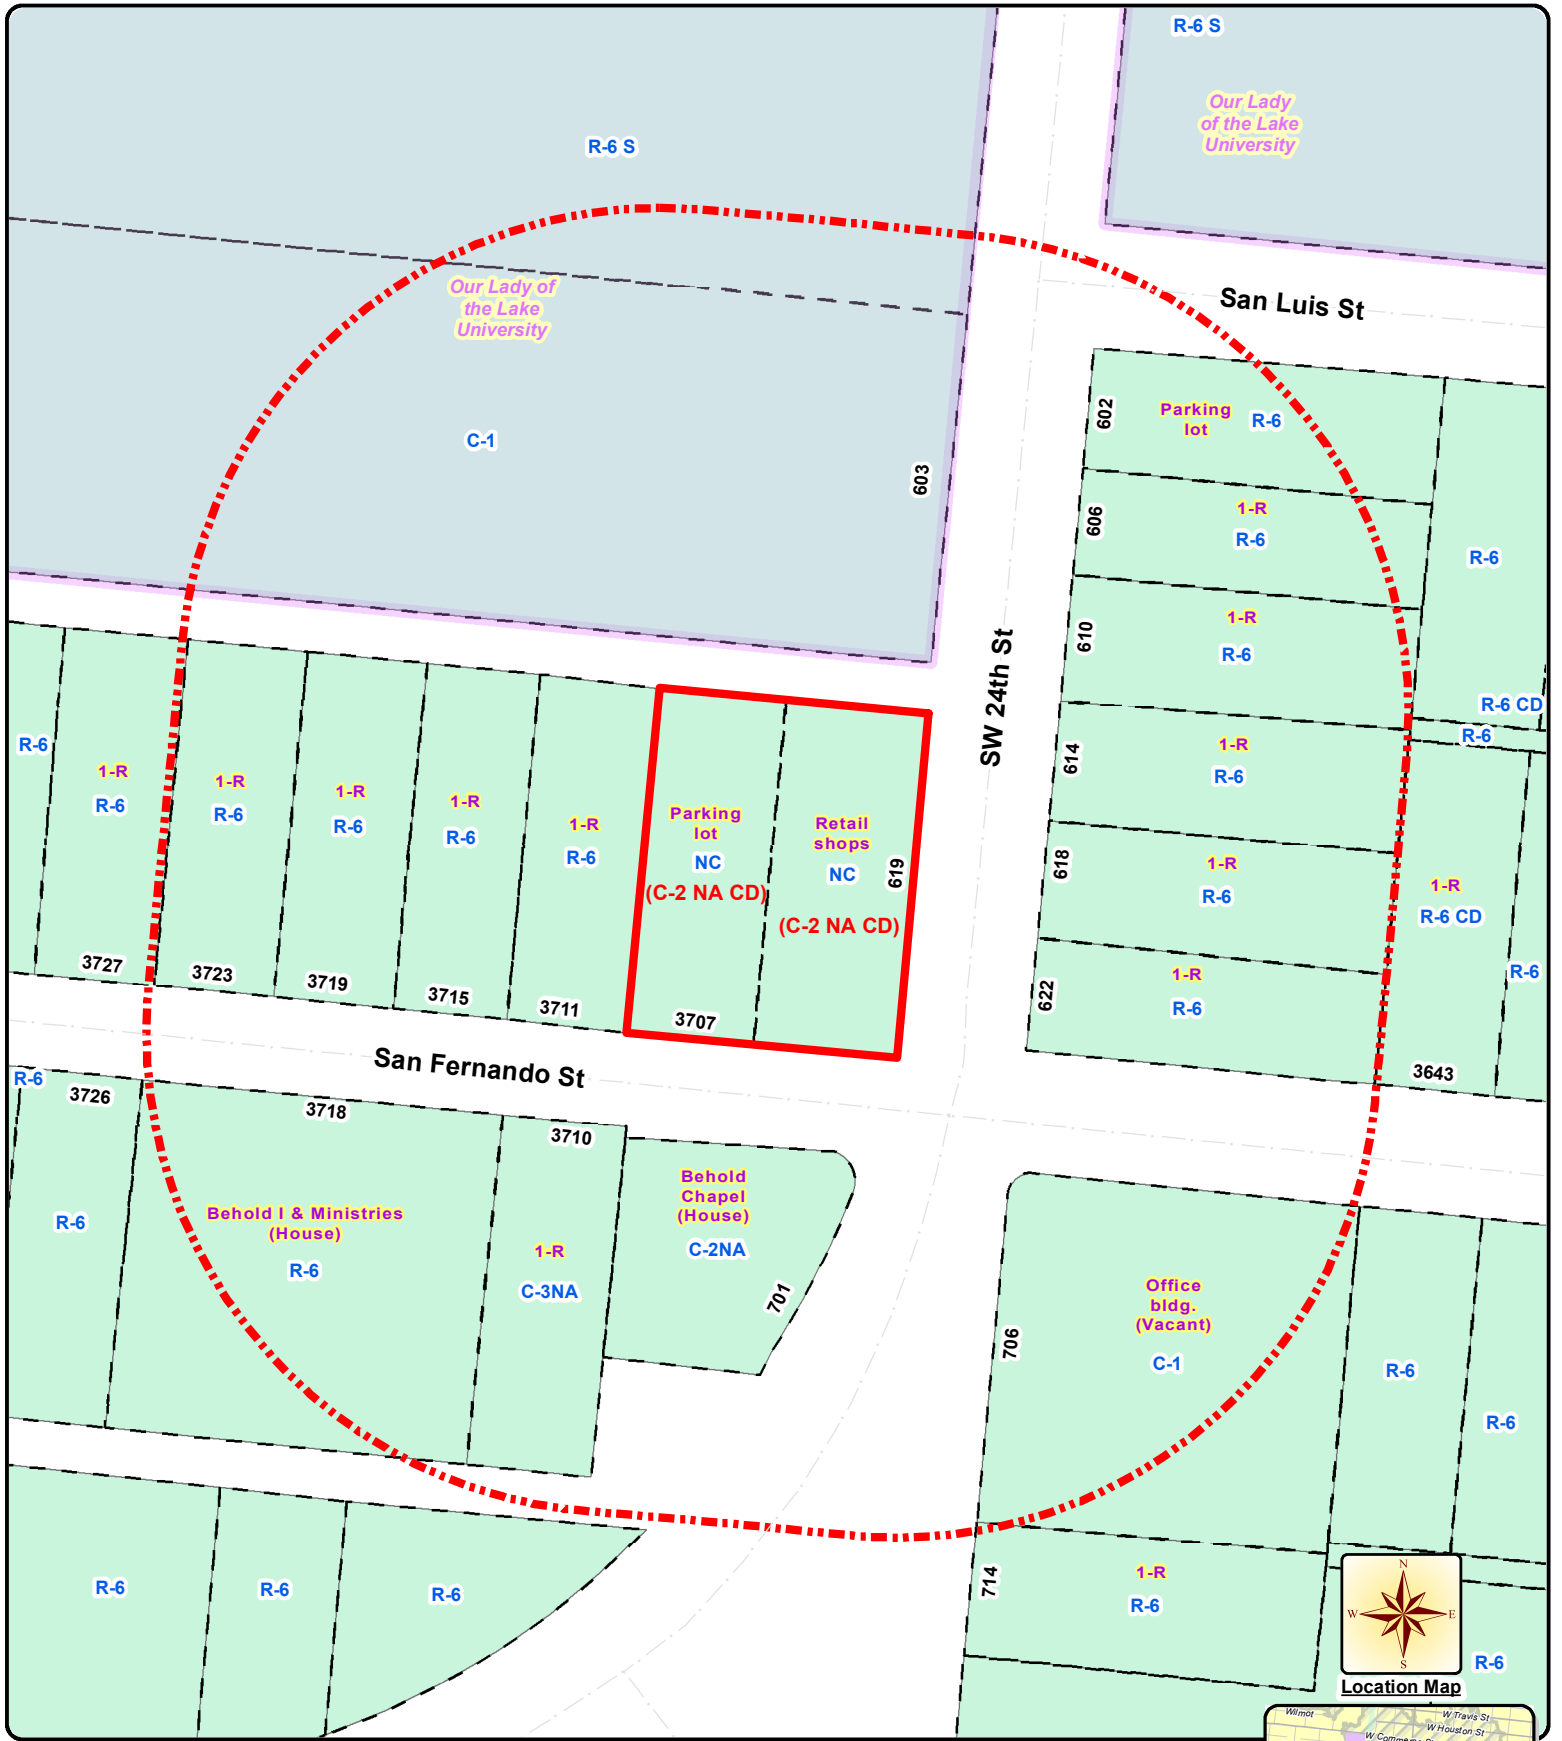 R-6 S
Our Lady
of the Lake
University
R-6 S
Our Lady of
the Lake
University
San Luis St
C-1
603
602
Parking
lot
R-6
606
1-R
R-6
R-6
610
1-R
R-6
SW 24th St
R-6 CD
R-6
614
1-R
R-6
R-6
1-R
R-6
1-R
R-6
1-R
R-6
1-R
R-6
1-R
R-6
Parking
lot
NC
(C-2 NA CD)
Retail
shops
NC
619
(C-2 NA CD)
618
1-R
R-6
1-R
R-6 CD
R-6
622
1-R
R-6
3727
3723
3719
3715
3711
3707
San Fernando St
3643
R-6
3726
3718
3710
R-6
Behold I & Ministries
(House)
R-6
1-R
C-3NA
Behold
Chapel
(House)
C-2NA
701
706
Office
bldg.
(Vacant)
C-1
R-6
R-6
R-6
R-6
R-6
714
1-R
R-6
N
W E
S
R-6
Location Map
Wilmot
W Travis St
W Houston St